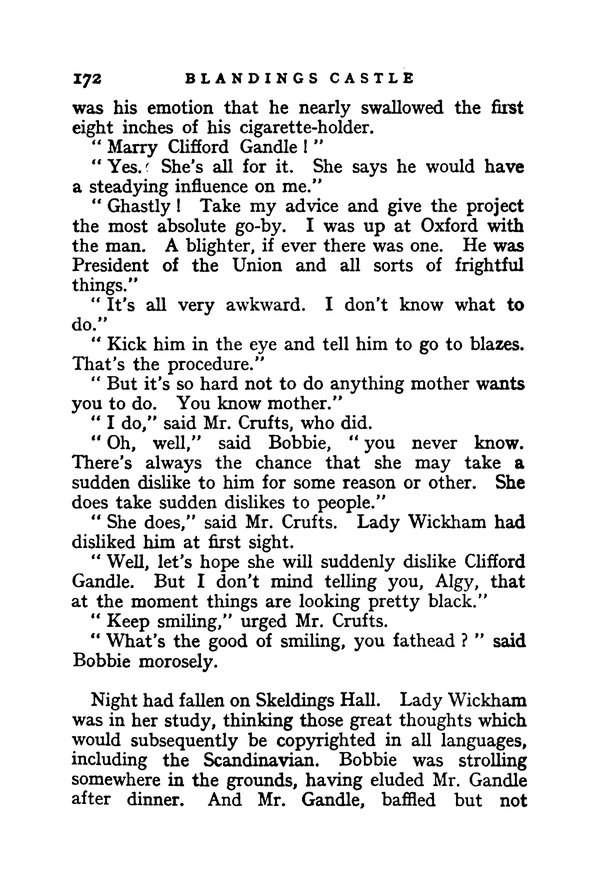 172 BLANDINGS CASTLE
was his emotion that he nearly swallowed the first
eight inches of his cigarette-holder.
“ Marry Clifford Gandle ! ”
“ Yes. She’s all for it. She says he would have
a steadying influence on me.”
“ Ghastly ! Take my advice and give the project
the most absolute go-by. I was up at Oxford with
the man. A blighter, if ever there was one. He was
President of the Union and all sorts of frightful
things.”
“ It’s all very awkward. I don’t know what to
do.”
“ Kick him in the eye and tell him to go to blazes.
That’s the procedure.”
“ But it’s so hard not to do anything mother wants
you to do. You know mother.”
“ I do,” said Mr. Crufts, who did.
“ Oh, well,” said Bobbie, “ you never know.
There’s always the chance that she may take a
sudden dislike to him for some reason or other. She
does take sudden dislikes to people.”
“ She does,” said Mr. Crufts. Lady Wickham had
disliked him at first sight.
“ Well, let’s hope she will suddenly dislike Clifford
Gandle. But I don’t mind telling you, Algy, that
at the moment things are looking pretty black.”
“ Keep smiling,” urged Mr. Crufts.
“ What’s the good of smiling, you fathead ? ” said
Bobbie morosely.
Night had fallen on Skeldings Hall. Lady Wickham
was in her study, thinking those great thoughts which
would subsequently be copyrighted in all languages,
including the Scandinavian. Bobbie was strolling
somewhere in the grounds, having eluded Mr. Gandle
after dinner. And Mr. Gandle, baffled but not